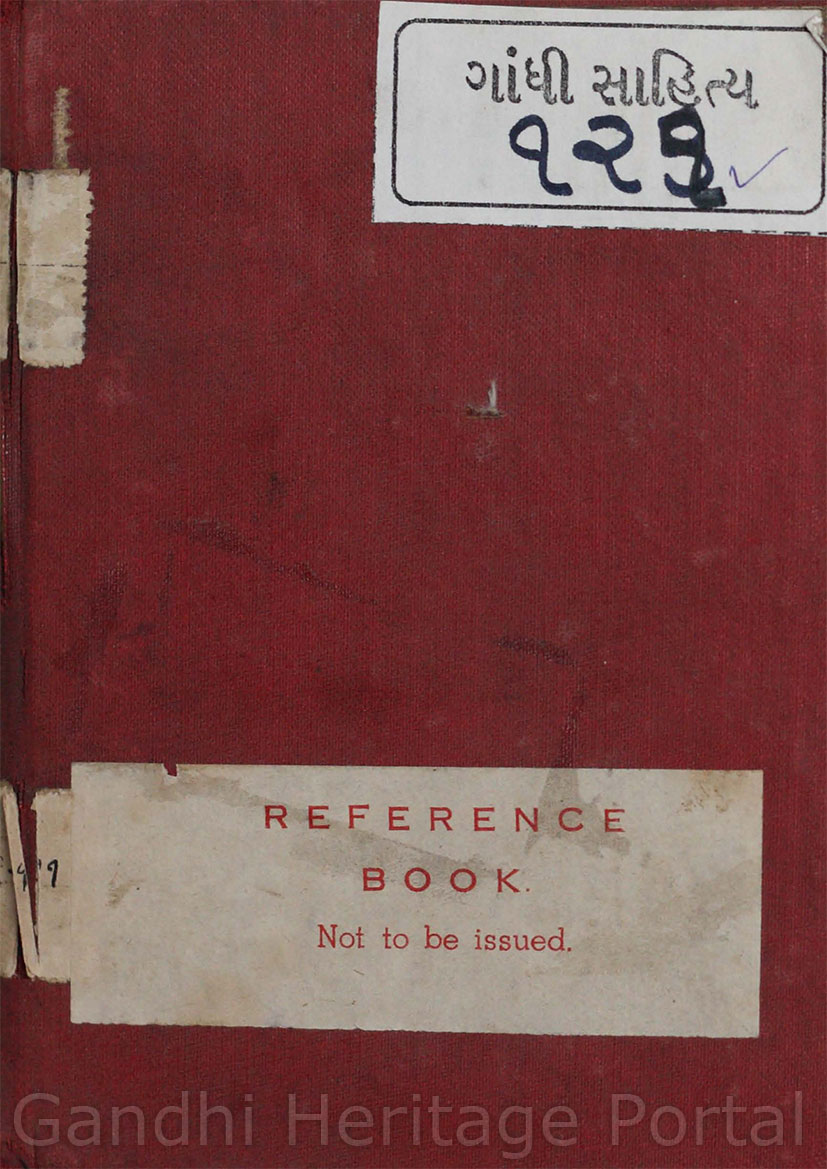 ગાંધી સાહિત્ય
REFERENCE
BOOK.
Not to be issued.
Gandhi Heritage Portal